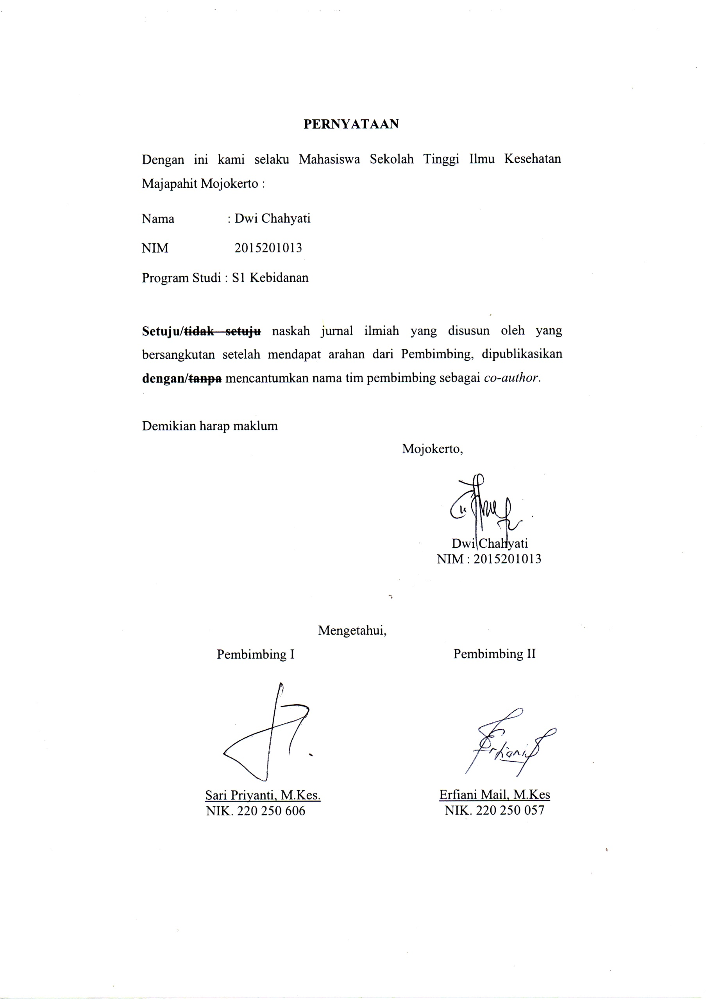 PERNYATAAN
Dengan ini kami selaku Mahasiswa Sekolah Tinggi Ilmu Kesehatan
Majapahit Mojokerto :
Nama : Dwi Chahyati
NIM 2015201013
Program Studi : S1 Kebidanan
Setuju/tidak setuju naskah jurnal ilmiah yang disusun oleh yang
bersangkutan setelah mendapat arahan dari Pembimbing, dipublikasikan
dengan/tanpa mencantumkan nama tim pembimbing sebagai co-author.
Demikian harap maklum
Mojokerto,
Dwi Chahyati
NIM : 2015201013
Mengetahui,
Pembimbing I Pembimbing II
Erfiani
Sari Priyanti, M.Kes. Erfiani Mail, M.Kes
NIK. 220 250 606 NIK. 220 250 057